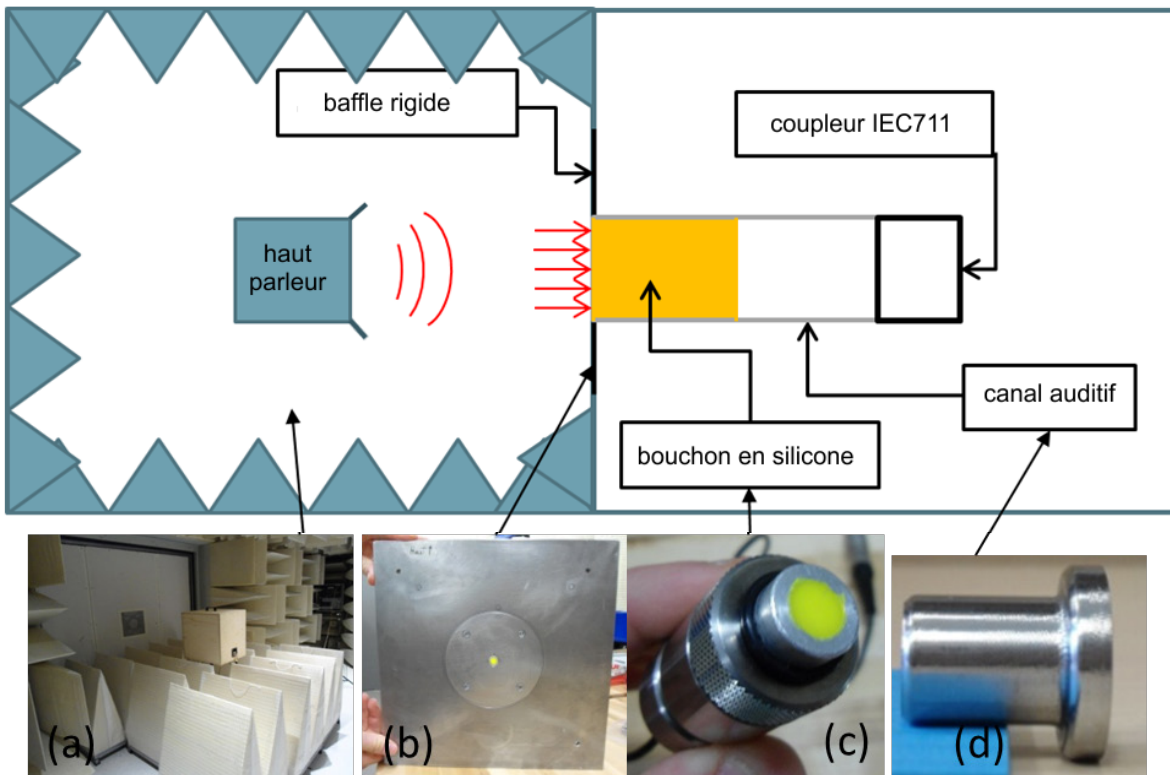 baffle rigide
coupleur IEC711
haut
parleur
canal auditif
bouchon en silicone
(a)
(b)
(c)
(d)